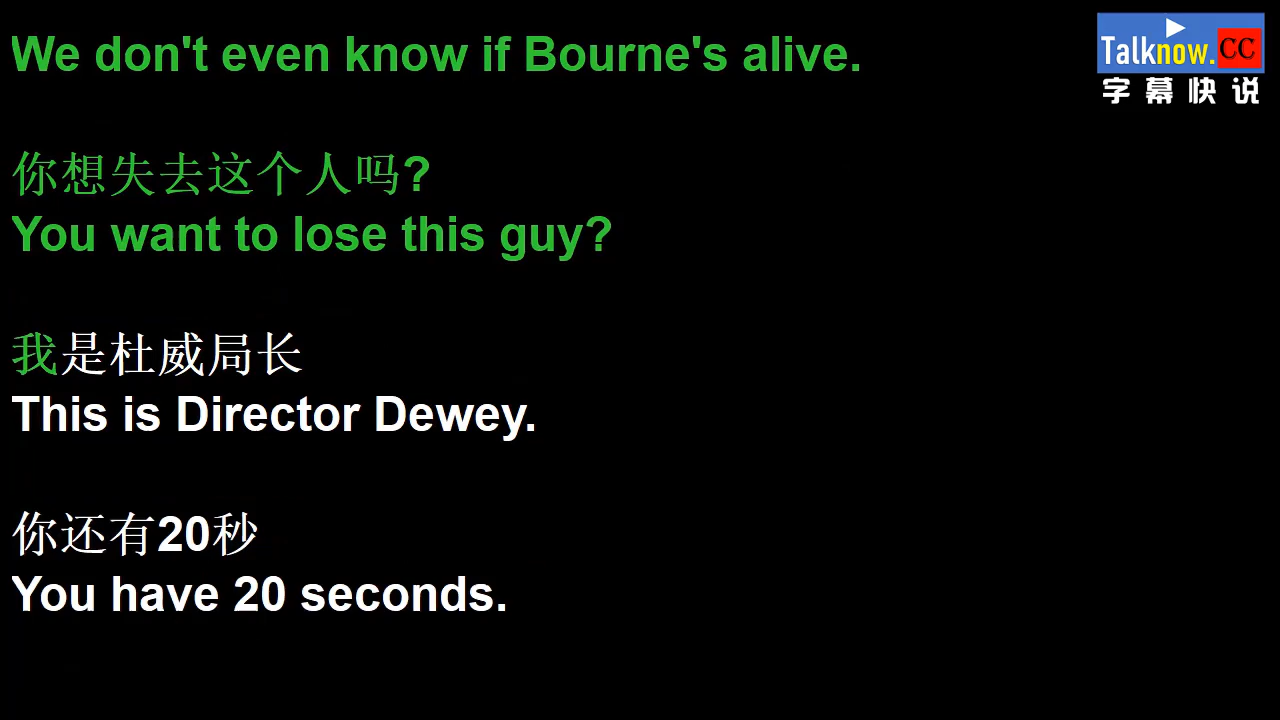 We don't even know if Bourne's alive.
Talknow.CC
字幕快说
你想失去这个人吗?
You want to lose this guy?
我是杜威局长
This is Director Dewey.
你还有20秒
You have 20 seconds.